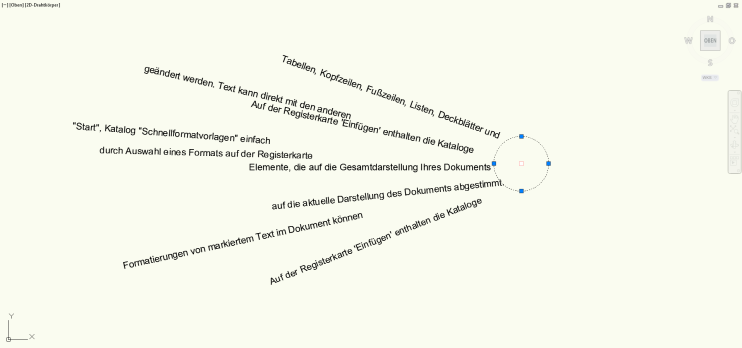 [−][Oben][2D-Drahtkörper]
N
W
OBEN
O
S
Tabellen, Kopfzeilen, Fußzeilen, Listen, Deckblätter und
geändert werden. Text kann direkt mit den anderen
Auf der Registerkarte 'Einfügen' enthalten die Kataloge
"Start", Katalog "Schnellformatvorlagen" einfach
durch Auswahl eines Formats auf der Registerkarte
Elemente, die auf die Gesamtdarstellung Ihres Dokuments
auf die aktuelle Darstellung des Dokuments abgestimmt.
Formatierungen von markiertem Text im Dokument können
Auf der Registerkarte 'Einfügen' enthalten die Kataloge
Y
X